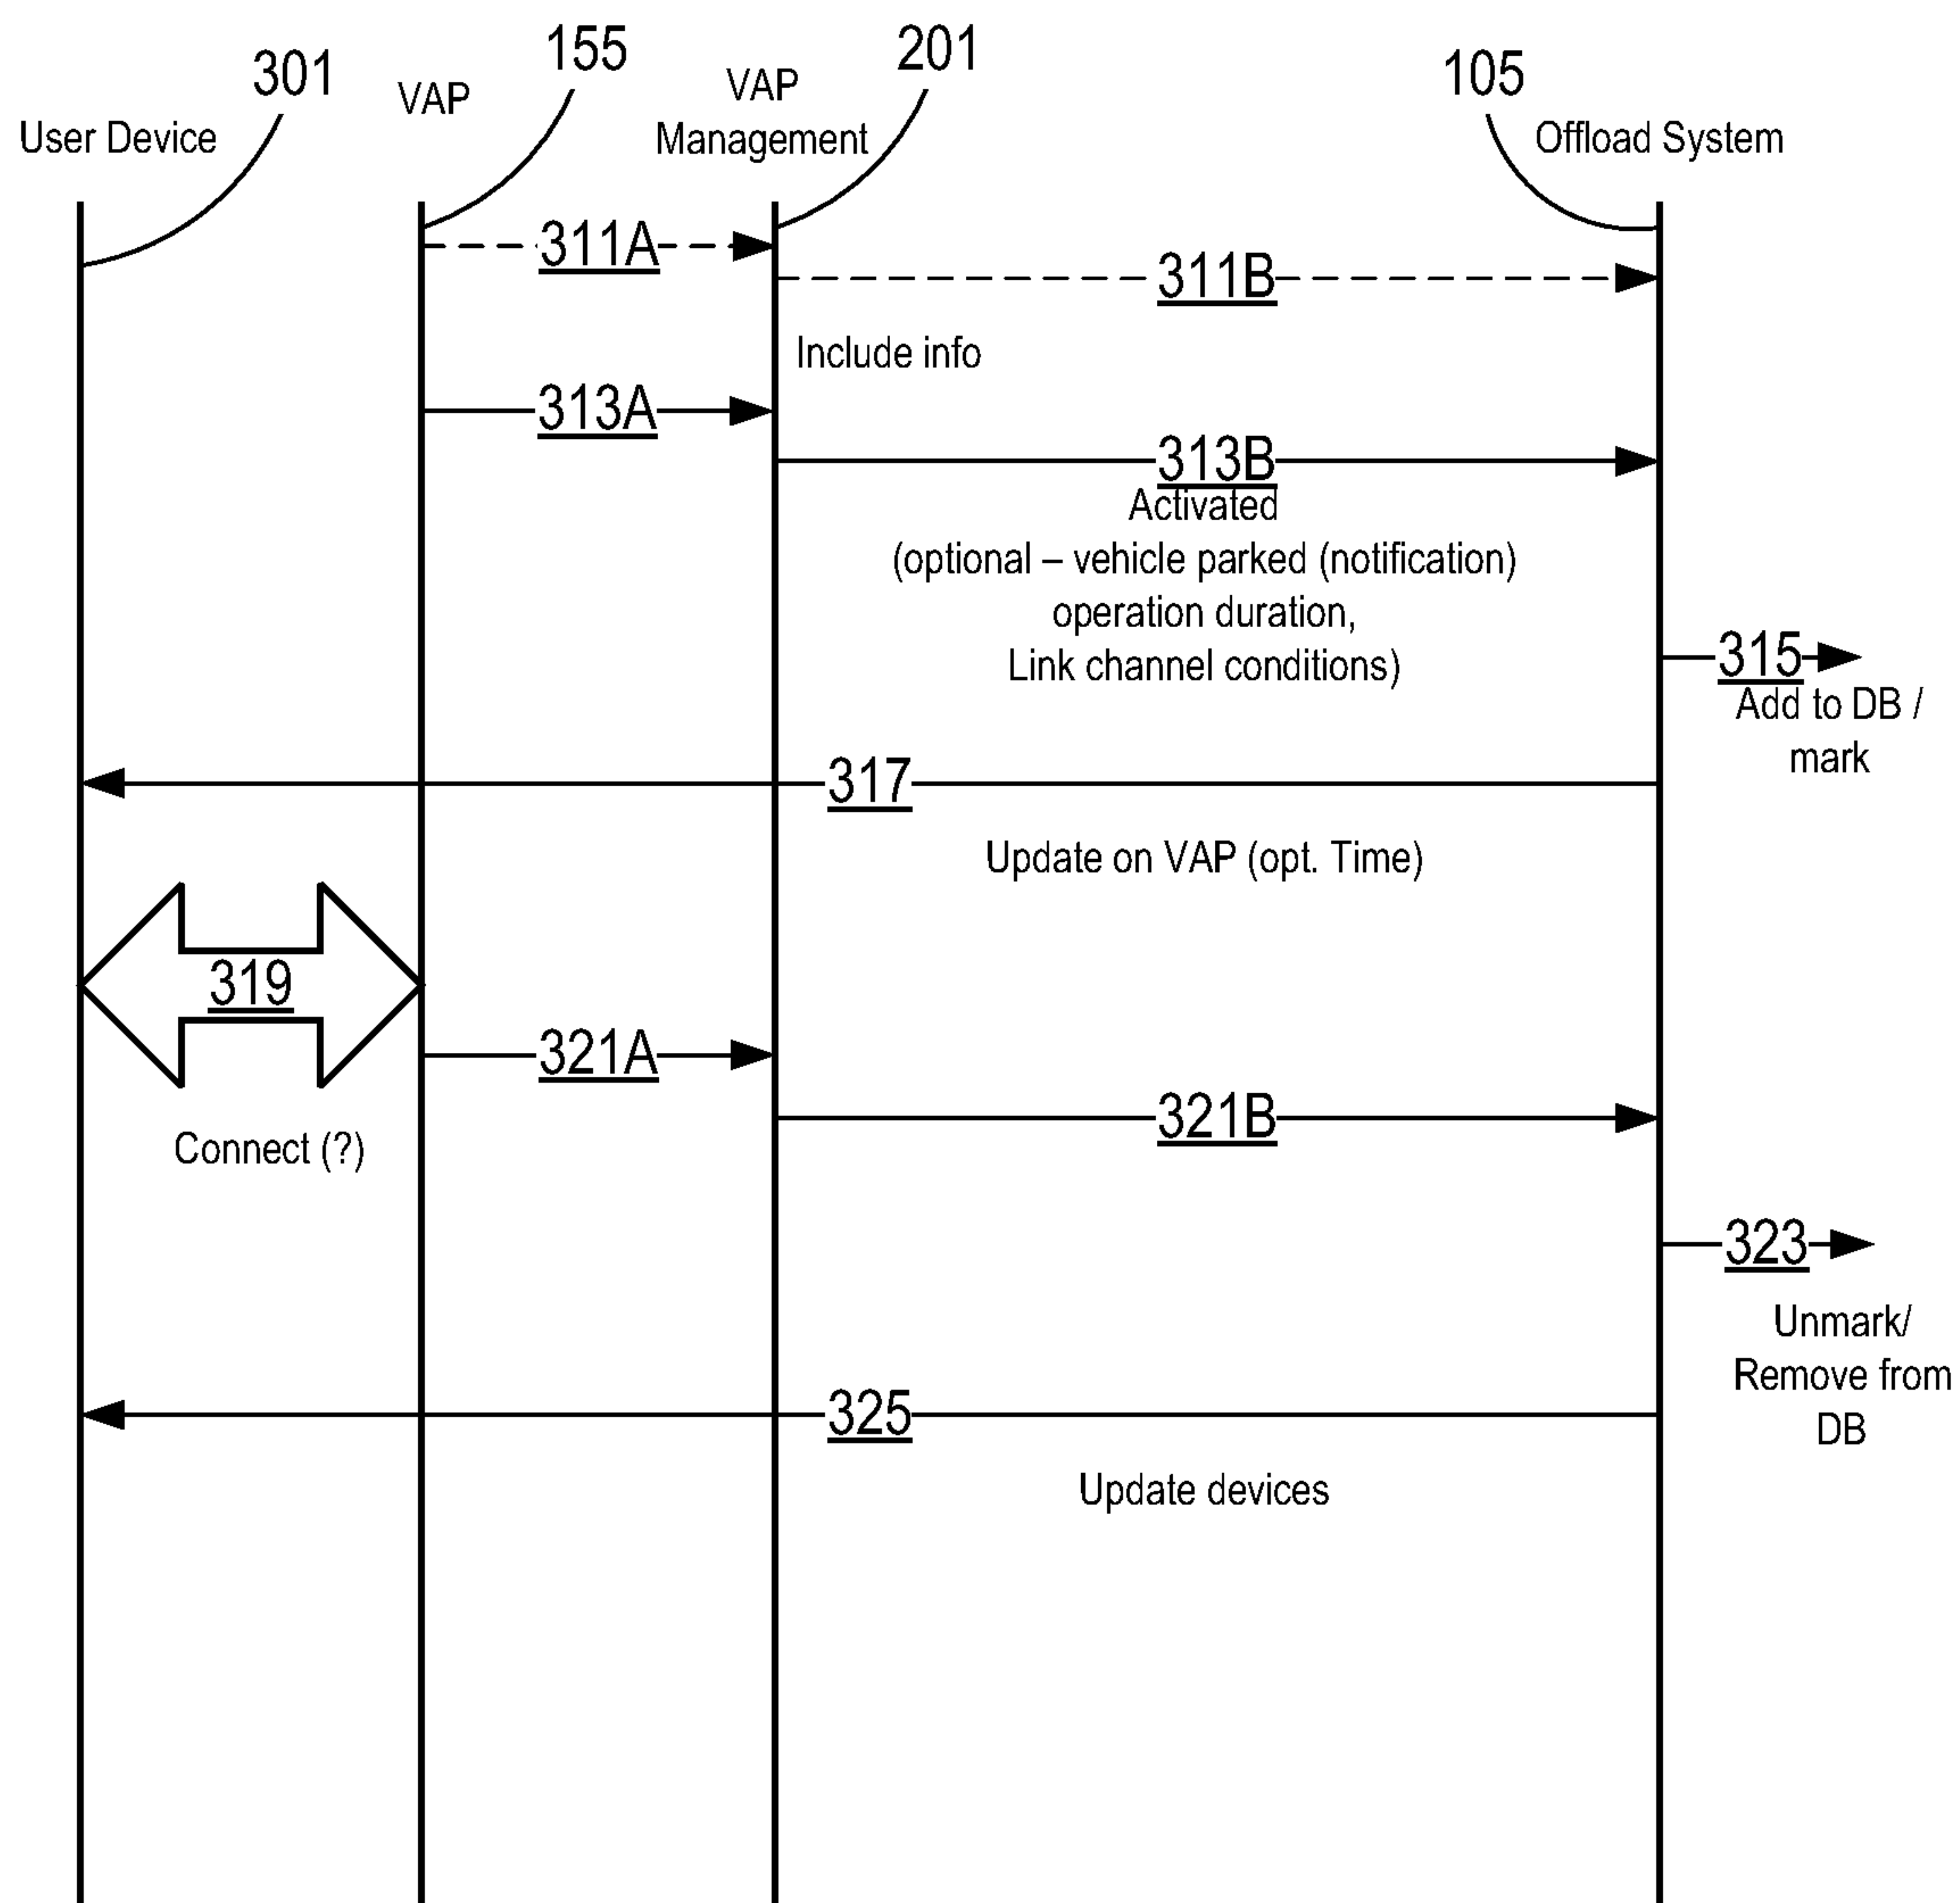 301
155
201
105
User Device
VAP
VAP
Management
Offload System
311A
311B
Include info
313A
313B
Activated
(optional – vehicle parked (notification)
operation duration,
Link channel conditions)
315
Add to DB /
mark
317
Update on VAP (opt. Time)
319
Connect (?)
321A
321B
323
Unmark/
Remove from
DB
325
Update devices